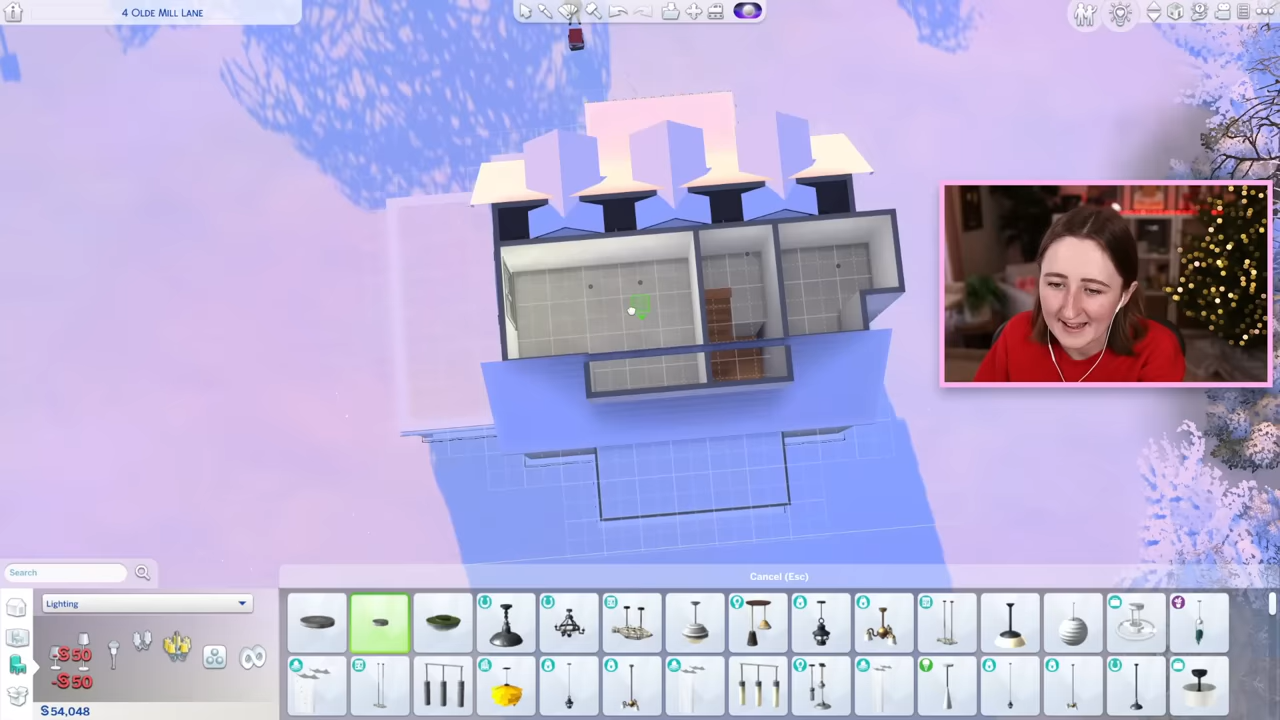 4 OLDE MILL LANE
Cancel (Esc)
Search
Lighting
-§50
-§50
§54,048